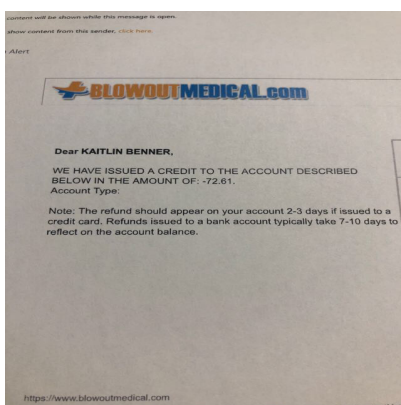 content will be shown while this message is open.
show content from this sender, click here.
Alert
BLOWOUTMEDICAL.com
Dear KAITLIN BENNER,
WE HAVE ISSUED A CREDIT TO THE ACCOUNT DESCRIBED
BELOW IN THE AMOUNT OF: -72.61.
Account Type:
Note: The refund should appear on your account 2-3 days if issued to a
credit card. Refunds issued to a bank account typically take 7-10 days to
reflect on the account balance.
https://www.blowoutmedical.com